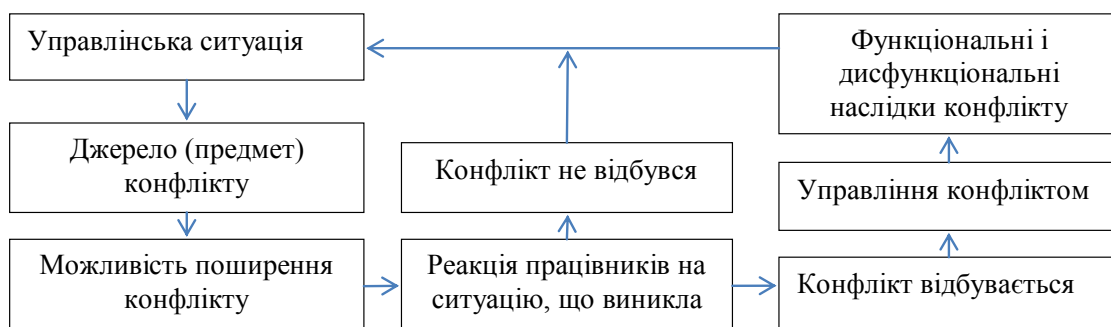 Управлінська ситуація
Джерело (предмет)
конфлікту
Можливість поширення
конфлікту
Конфлікт не відбувся
Реакція працівників на
ситуацію, що виникла
Функціональні і
дисфункціональні
наслідки конфлікту
Управління конфліктом
Конфлікт відбувається